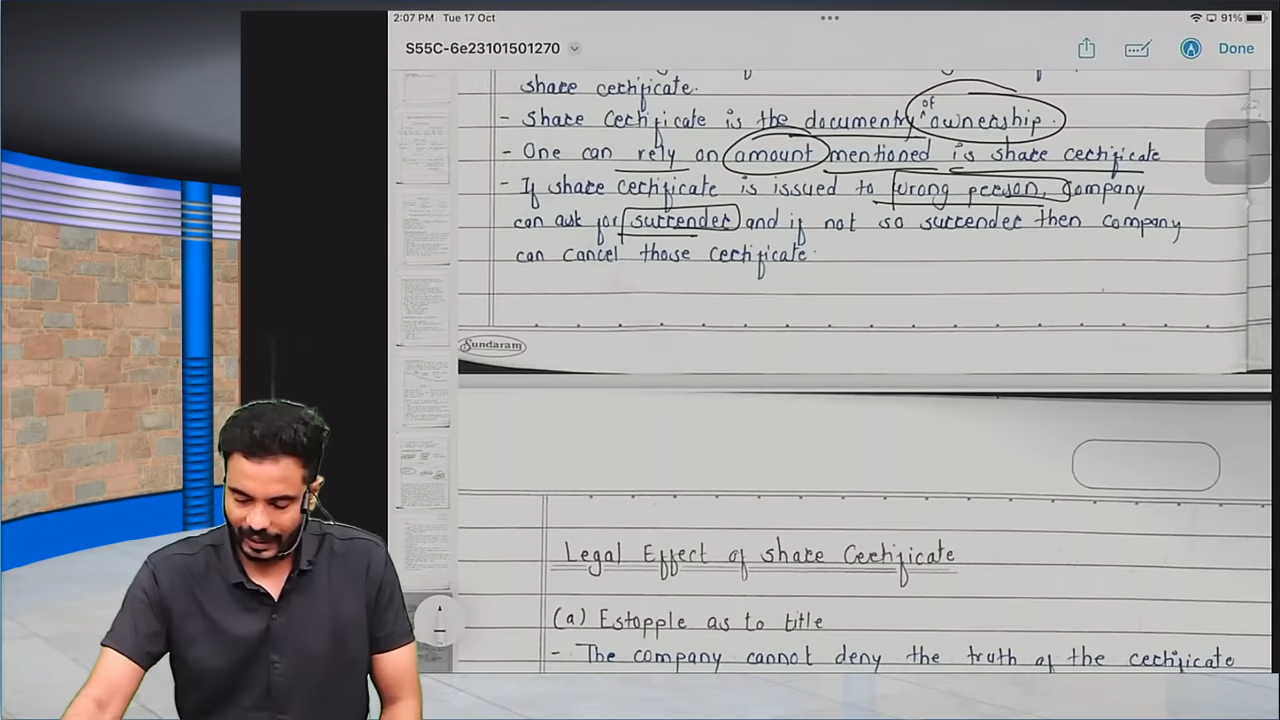 2:07 PM Tue 17 Oct
91%
S55C-6e23101501270
Done
share certificate.
- Share Certificate is the documentry ^of ownership.
- One can rely on amount mentioned is share certificate
- If share certificate is issued to wrong person, Company
can ask for surrender and if not so surrender then company
can cancel those certificate.
Sundaram
Legal Effect of share Certificate
(a) Estopple as to title
- The company cannot deny the truth of the certificate